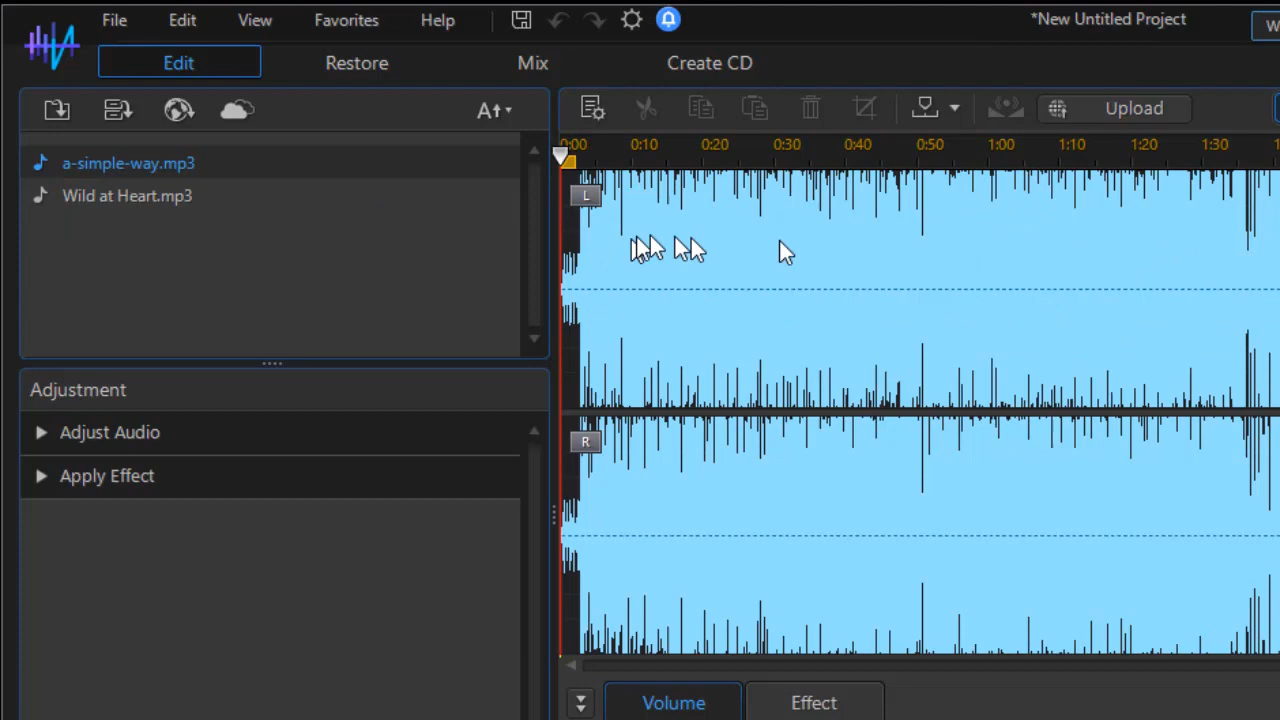 File Edit View Favorites Help
*New Untitled Project
Edit Restore Mix Create CD
Upload
0:00 0:10 0:20 0:30 0:40 0:50 1:00 1:10 1:20 1:30
a-simple-way.mp3
Wild at Heart.mp3
L
Adjustment
Adjust Audio
R
Apply Effect
Volume Effect